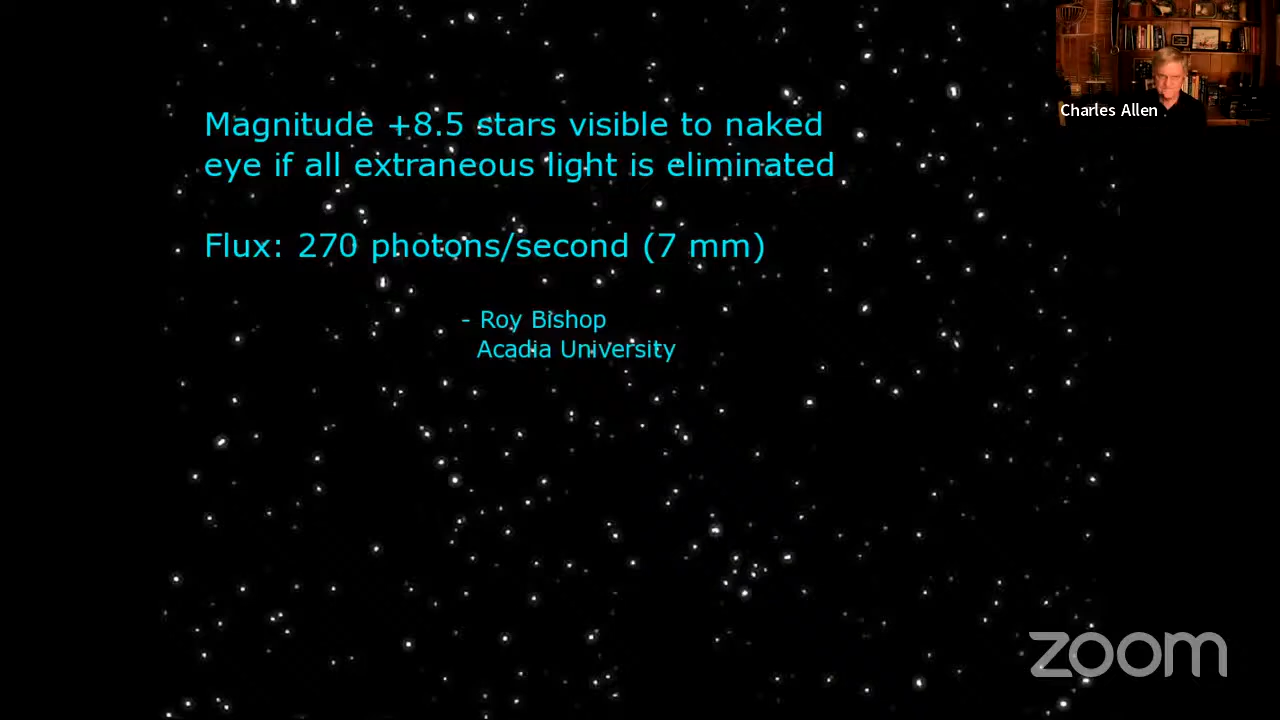 Magnitude +8.5 stars visible to naked
eye if all extraneous light is eliminated
Flux: 270 photons/second (7 mm)
- Roy Bishop
Acadia University
Charles Allen
zoom